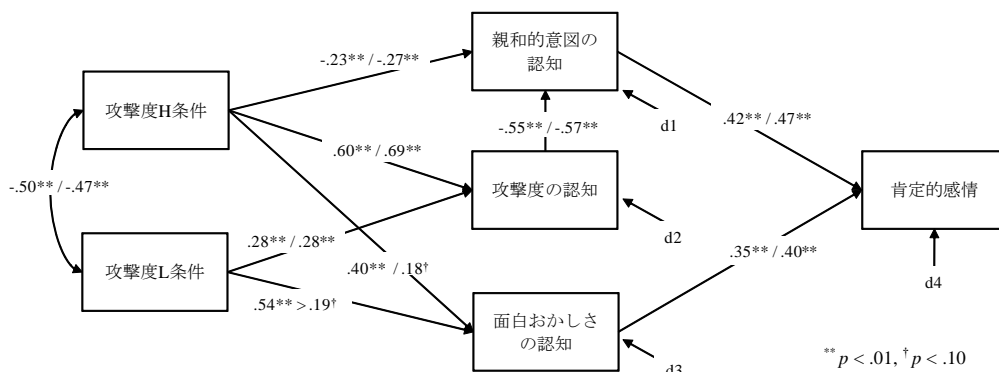 親和的意図の
認知
-.23** / -.27**
攻撃度H条件
d1
.42** / .47**
-.55** / -.57**
.60** / .69**
-.50** / -.47**
攻撃度の認知
肯定的感情
d2
.28** / .28**
.35** / .40**
攻撃度L条件
.40** / .18†
d4
.54** > .19†
面白おかしさ
の認知
** p < .01, † p < .10
d3